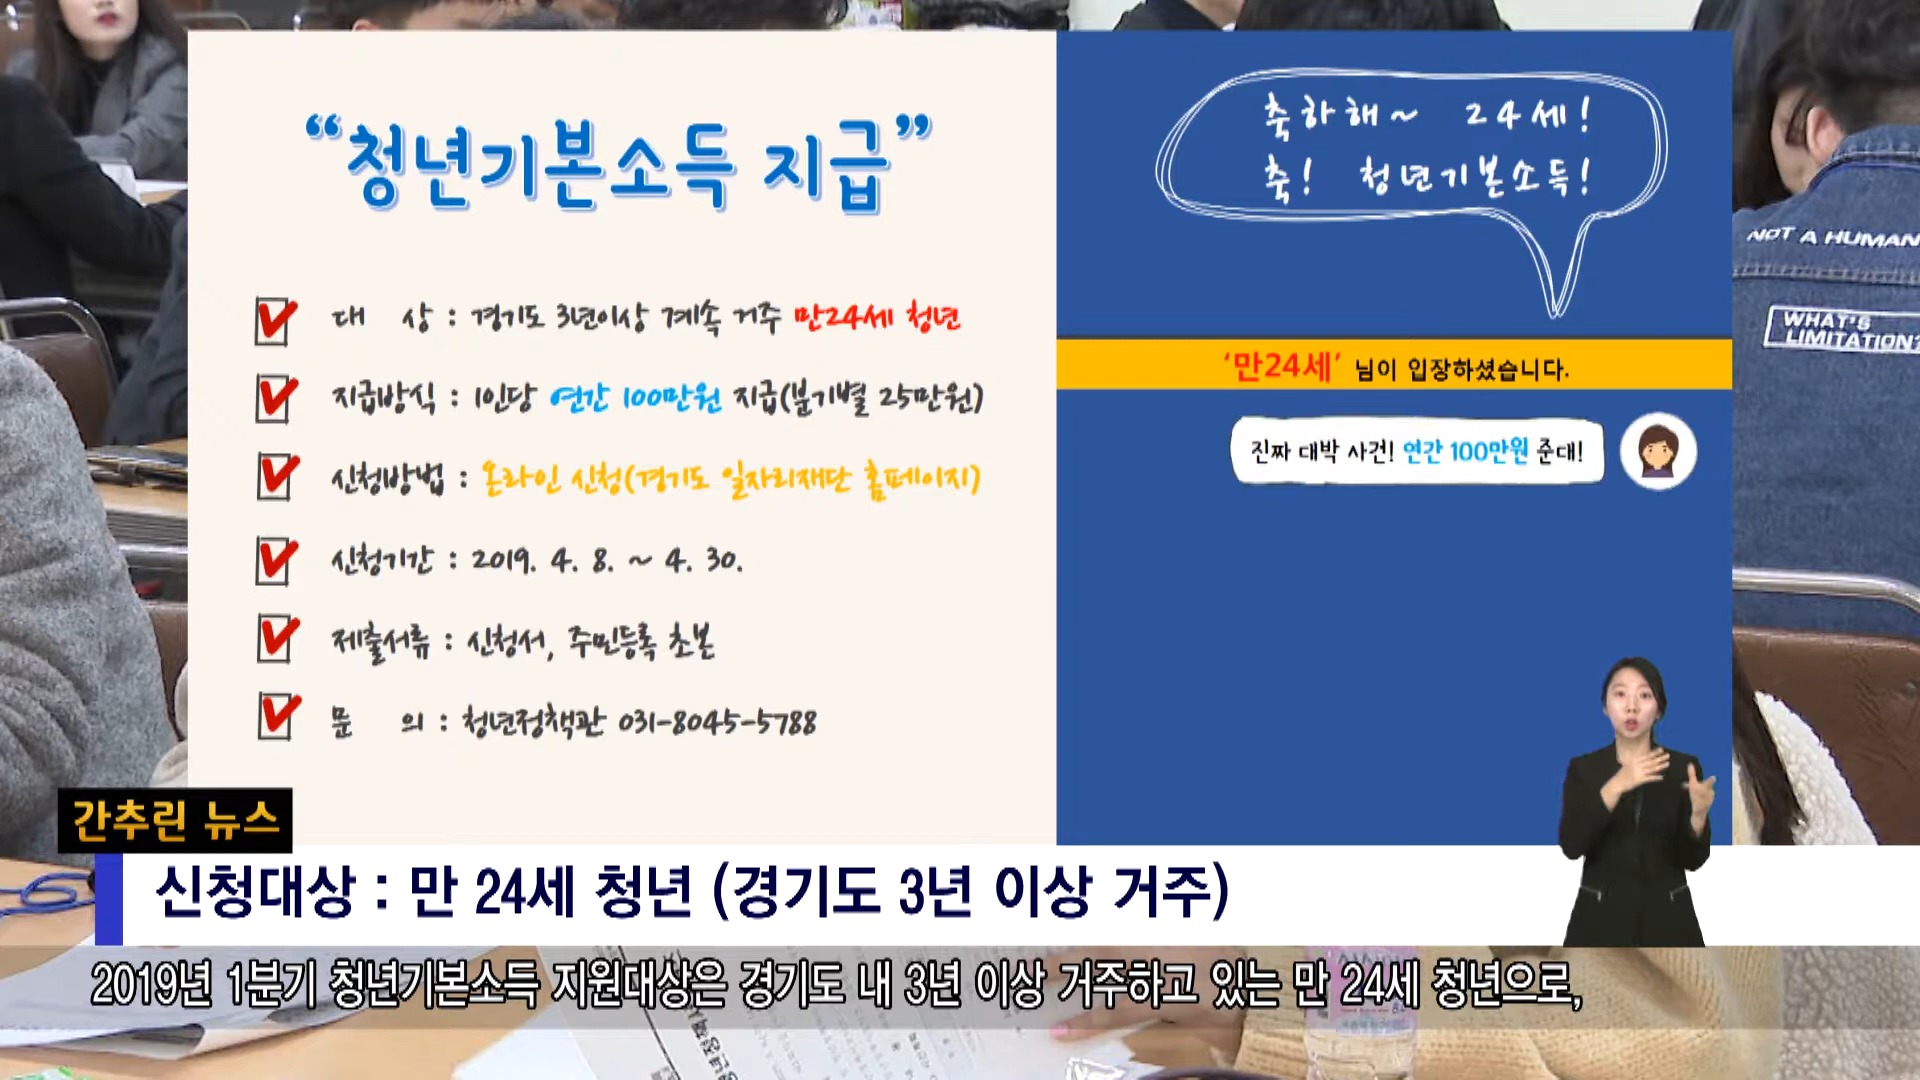 “청년기본소득 지급”
대 상 : 경기도 3년이상 계속 거주 만24세 청년
지급방식 : 1인당 연간 100만원 지급(분기별 25만원)
신청방법 : 온라인 신청(경기도 일자리재단 홈페이지)
신청기간 : 2019. 4. 8. ~ 4. 30.
제출서류 : 신청서, 주민등록 초본
문 의 : 청년정책관 031-8045-5788
축하해~ 24세!
축! 청년기본소득!
‘만24세’ 님이 입장하셨습니다.
진짜 대박 사건! 연간 100만원 준대!
NOT A HUMAN
WHAT'S
LIMITATION?
간추린 뉴스
신청대상 : 만 24세 청년 (경기도 3년 이상 거주)
2019년 1분기 청년기본소득 지원대상은 경기도 내 3년 이상 거주하고 있는 만 24세 청년으로,